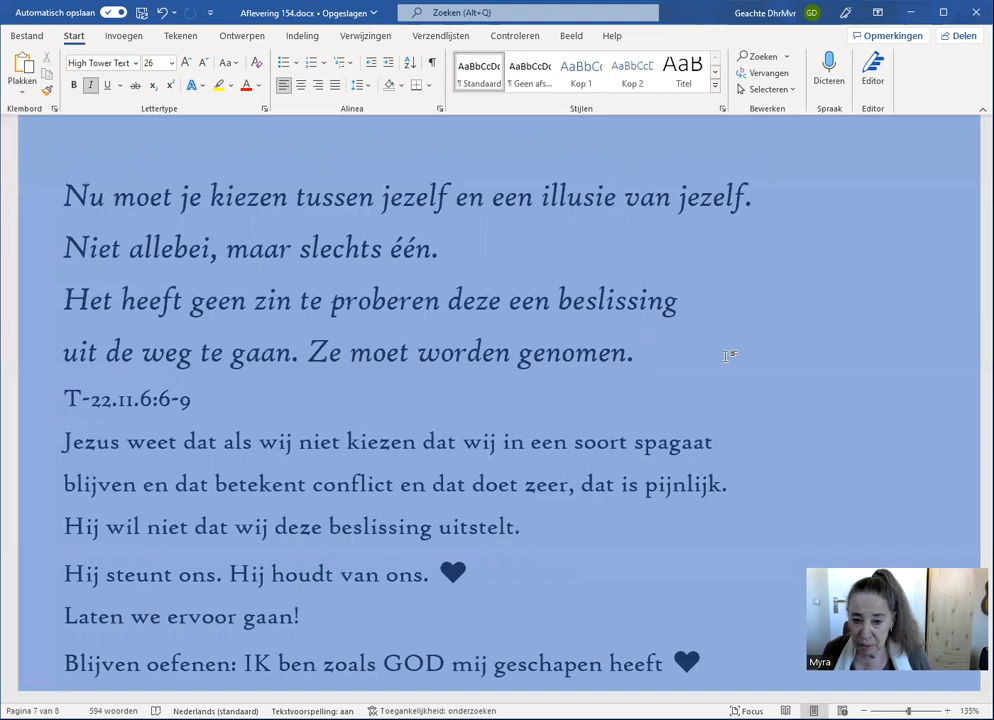 Automatisch opslaan
Aflevering 154.docx • Opgeslagen
Zoeken (Alt+Q)
Geachte DhrMvr
GD
Bestand Start Invoegen Tekenen Ontwerpen Indeling Verwijzingen Verzendlijsten Controleren Beeld Help
Opmerkingen
Delen
Plakken
High Tower Text 26
AaBbCcDc AaBbCcDc AaBbCc AaBbCcD AaB
¶ Standaard ¶ Geen afs... Kop 1 Kop 2 Titel
Zoeken
Vervangen
Selecteren
Dicteren
Editor
Klembord Lettertype Alinea Stijlen Bewerken Spraak Editor
Nu moet je kiezen tussen jezelf en een illusie van jezelf.
Niet allebei, maar slechts één.
Het heeft geen zin te proberen deze een beslissing
uit de weg te gaan. Ze moet worden genomen.
T-22.11.6:6-9
Jezus weet dat als wij niet kiezen dat wij in een soort spagaat
blijven en dat betekent conflict en dat doet zeer, dat is pijnlijk.
Hij wil niet dat wij deze beslissing uitstelt.
Hij steunt ons. Hij houdt van ons.
Laten we ervoor gaan!
Blijven oefenen: IK ben zoals GOD mij geschapen heeft
Myra
Pagina 7 van 8 594 woorden Nederlands (standaard) Tekstvoorspelling: aan Toegankelijkheid: onderzoeken Focus 135%